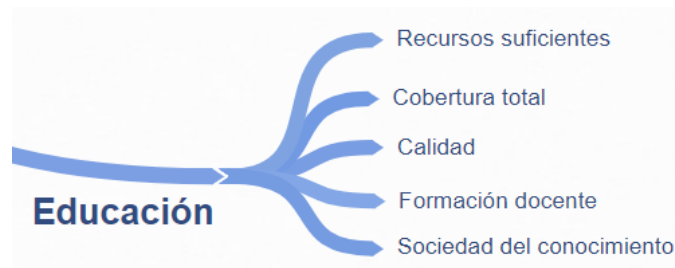 Recursos suficientes
Cobertura total
Calidad
Educación
Formación docente
Sociedad del conocimiento